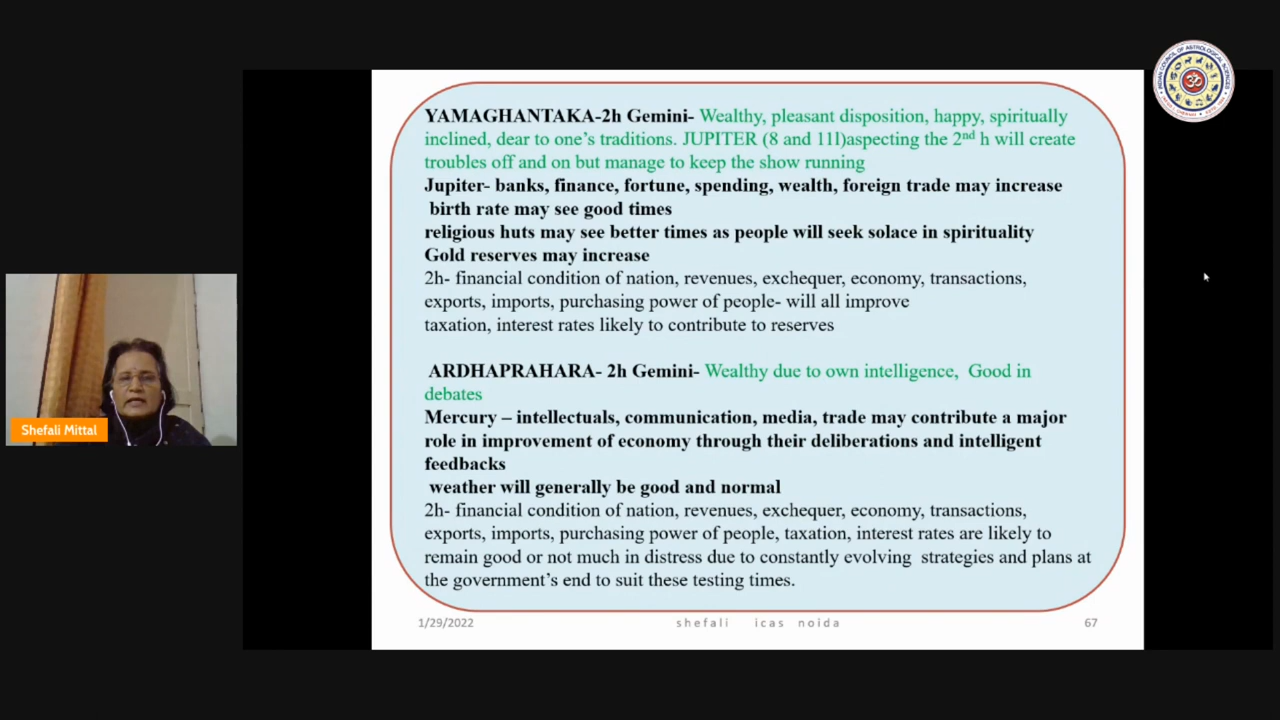 YAMAGHANTAKA-2h Gemini- Wealthy, pleasant disposition, happy, spiritually
inclined, dear to one's traditions. JUPITER (8 and 11l)aspecting the 2nd h will create
troubles off and on but manage to keep the show running
Jupiter- banks, finance, fortune, spending, wealth, foreign trade may increase
birth rate may see good times
religious huts may see better times as people will seek solace in spirituality
Gold reserves may increase
2h- financial condition of nation, revenues, exchequer, economy, transactions,
exports, imports, purchasing power of people- will all improve
taxation, interest rates likely to contribute to reserves
ARDHAPRAHARA- 2h Gemini- Wealthy due to own intelligence, Good in
debates
Mercury – intellectuals, communication, media, trade may contribute a major
role in improvement of economy through their deliberations and intelligent
feedbacks
weather will generally be good and normal
2h- financial condition of nation, revenues, exchequer, economy, transactions,
exports, imports, purchasing power of people, taxation, interest rates are likely to
remain good or not much in distress due to constantly evolving strategies and plans at
the government's end to suit these testing times.
1/29/2022 shefali icas noida 67
Shefali Mittal
INDIAN COUNCIL OF ASTROLOGICAL SCIENCES
ॐ